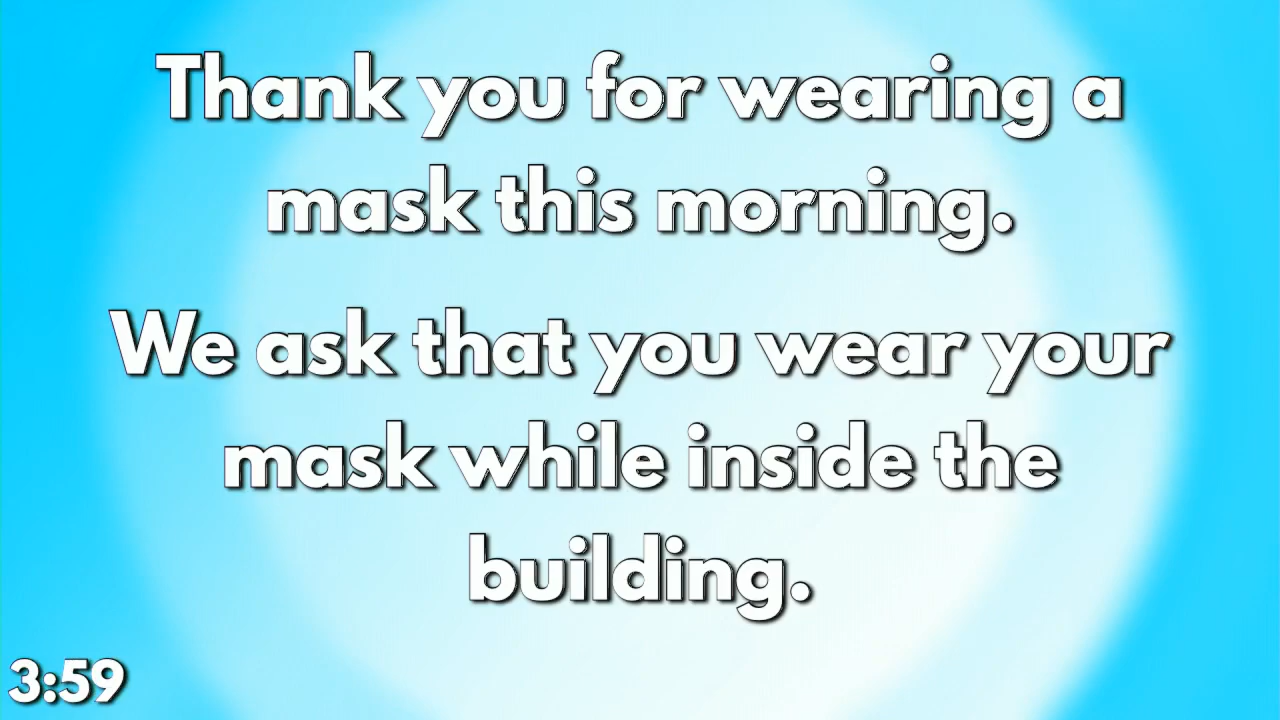 Thank you for wearing a
mask this morning.
We ask that you wear your
mask while inside the
building.
3:59